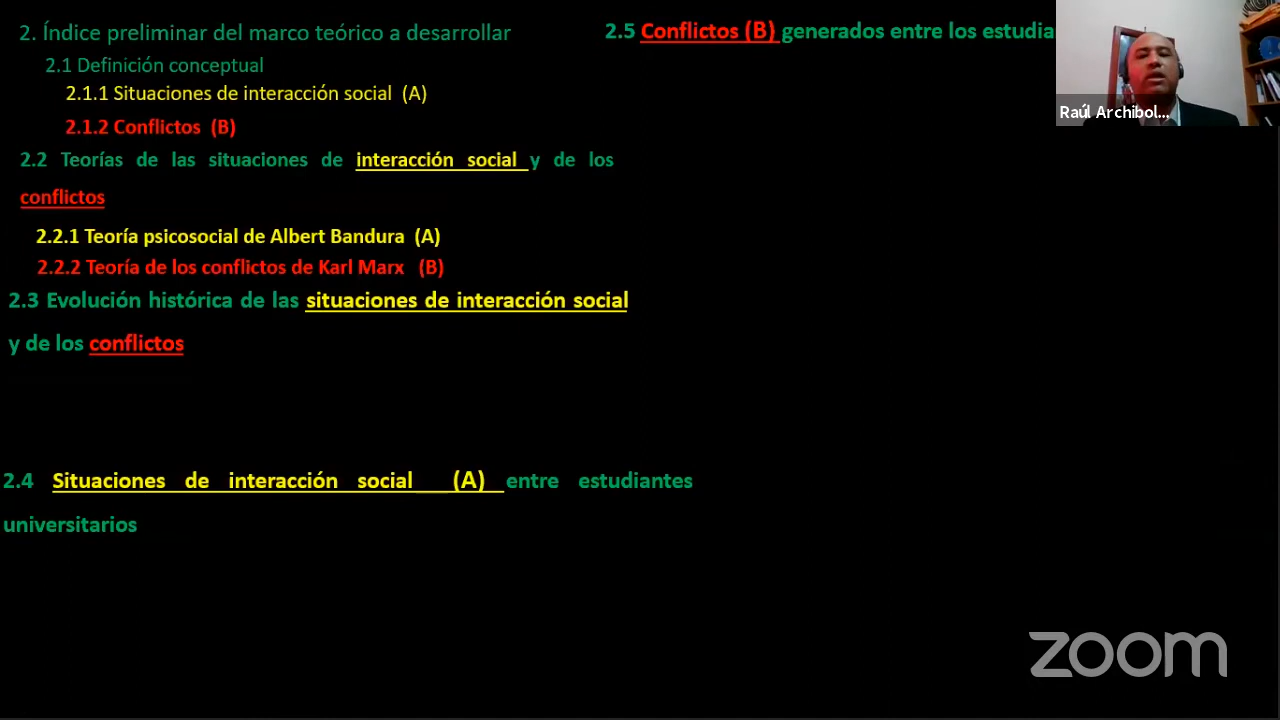 2. Índice preliminar del marco teórico a desarrollar
2.1 Definición conceptual
2.1.1 Situaciones de interacción social (A)
2.1.2 Conflictos (B)
2.2 Teorías de las situaciones de interacción social y de los
conflictos
2.2.1 Teoría psicosocial de Albert Bandura (A)
2.2.2 Teoría de los conflictos de Karl Marx (B)
2.3 Evolución histórica de las situaciones de interacción social
y de los conflictos
2.4 Situaciones de interacción social (A) entre estudiantes
universitarios
2.5 Conflictos (B) generados entre los
Raúl Archibol...
zoom